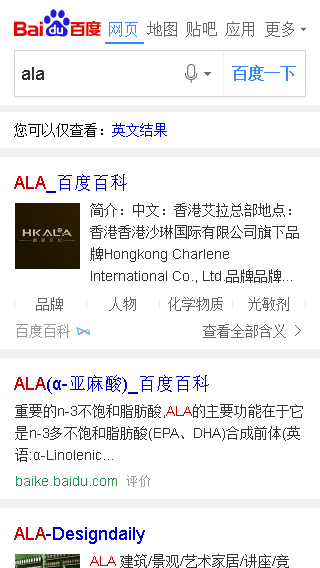 Bai du 百度 网页 地图 贴吧 应用 更多
ala 百度一下
您可以仅查看：英文结果
ALA_百度百科
HKALA
简介：中文：香港艾拉总部地点：
香港香港沙琳国际有限公司旗下品
牌Hongkong Charlene
International Co., Ltd.品牌品牌...
品牌 人物 化学物质 光敏剂
百度百科 查看全部含义
ALA(α-亚麻酸)_百度百科
重要的n-3不饱和脂肪酸,ALA的主要功能在于它
是n-3多不饱和脂肪酸(EPA、DHA)合成前体(英
语:α-Linolenic...
baike.baidu.com 评价
ALA-Designdaily
ALA 建筑/景观/艺术家居/讲座/竞